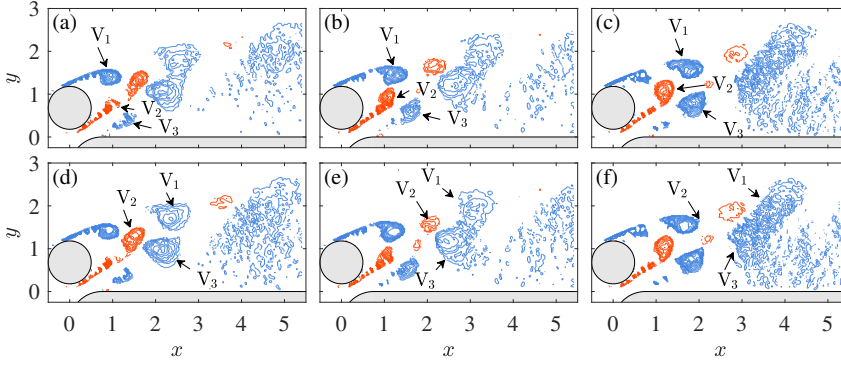 3 (a) (b) (c)
V1 V1 V1
2
y
1 V2 V2 V2
V3 V3 V3
0
3 (d) (e) (f)
V2 V1 V1 V2 V1 V2
2
y
1
V3 V3 V3
0
0 1 2 3 4 5 0 1 2 3 4 5 0 1 2 3 4 5
x x x